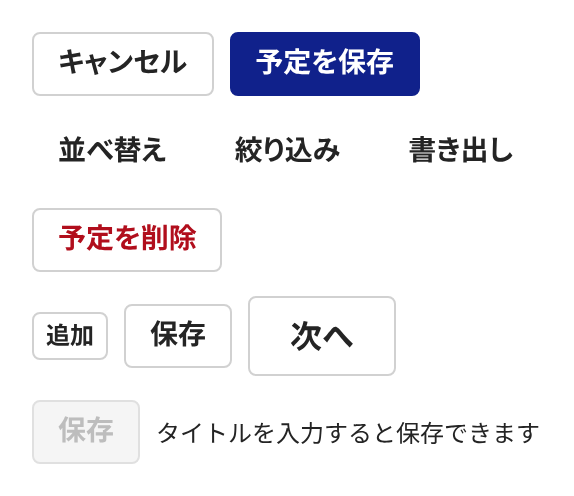 キャンセル 予定を保存
並べ替え 絞り込み 書き出し
予定を削除
追加 保存 次へ
保存 タイトルを入力すると保存できます